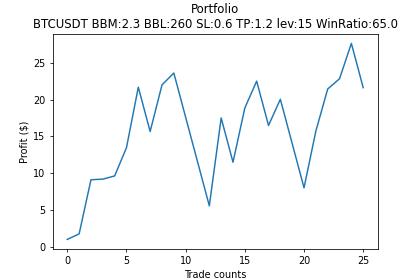 Portfolio
BTCUSDT BBM:2.3 BBL:260 SL:0.6 TP:1.2 lev:15 WinRatio:65.0
25
20
15
10
5
0
Profit ($)
0 5 10 15 20 25
Trade counts